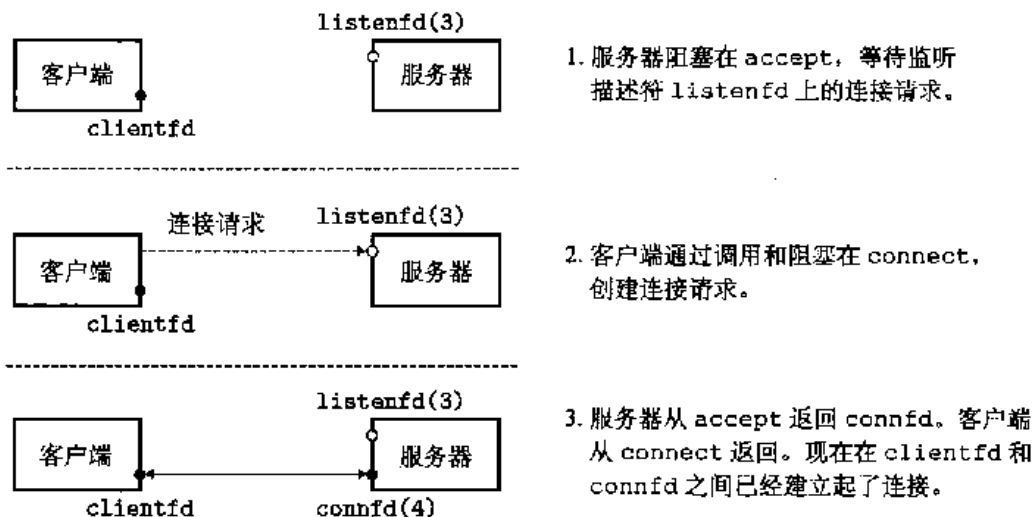 listenfd(3)
客户端
服务器
clientfd
1. 服务器阻塞在 accept，等待监听
描述符 listenfd 上的连接请求。
连接请求
listenfd(3)
客户端
服务器
clientfd
2. 客户端通过调用和阻塞在 connect，
创建连接请求。
listenfd(3)
客户端
服务器
clientfd
connfd(4)
3. 服务器从 accept 返回 connfd。客户端
从 connect 返回。现在在 clientfd 和
connfd 之间已经建立起了连接。